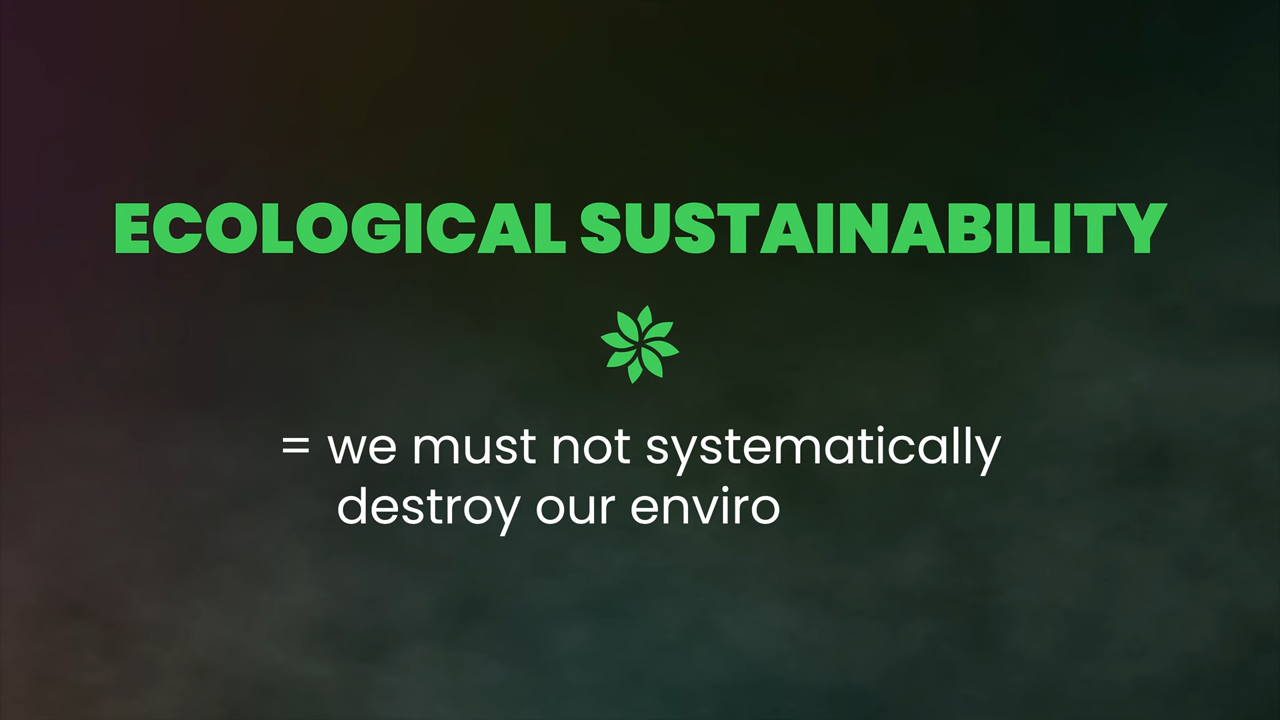 ECOLOGICAL SUSTAINABILITY
= we must not systematically
destroy our enviro